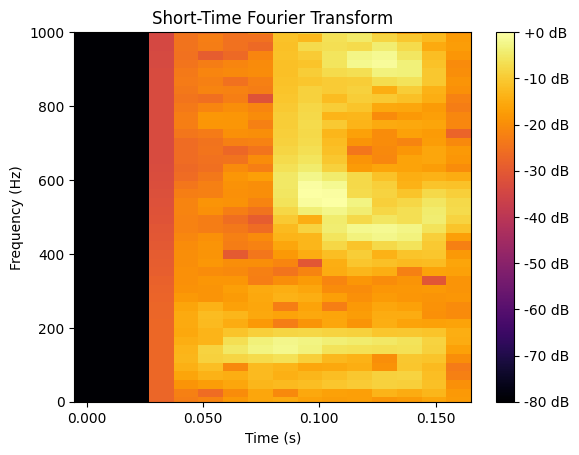 Short-Time Fourier Transform
1000
800
600
400
200
0
Frequency (Hz)
0.000
0.050
0.100
0.150
Time (s)
+0 dB
-10 dB
-20 dB
-30 dB
-40 dB
-50 dB
-60 dB
-70 dB
-80 dB